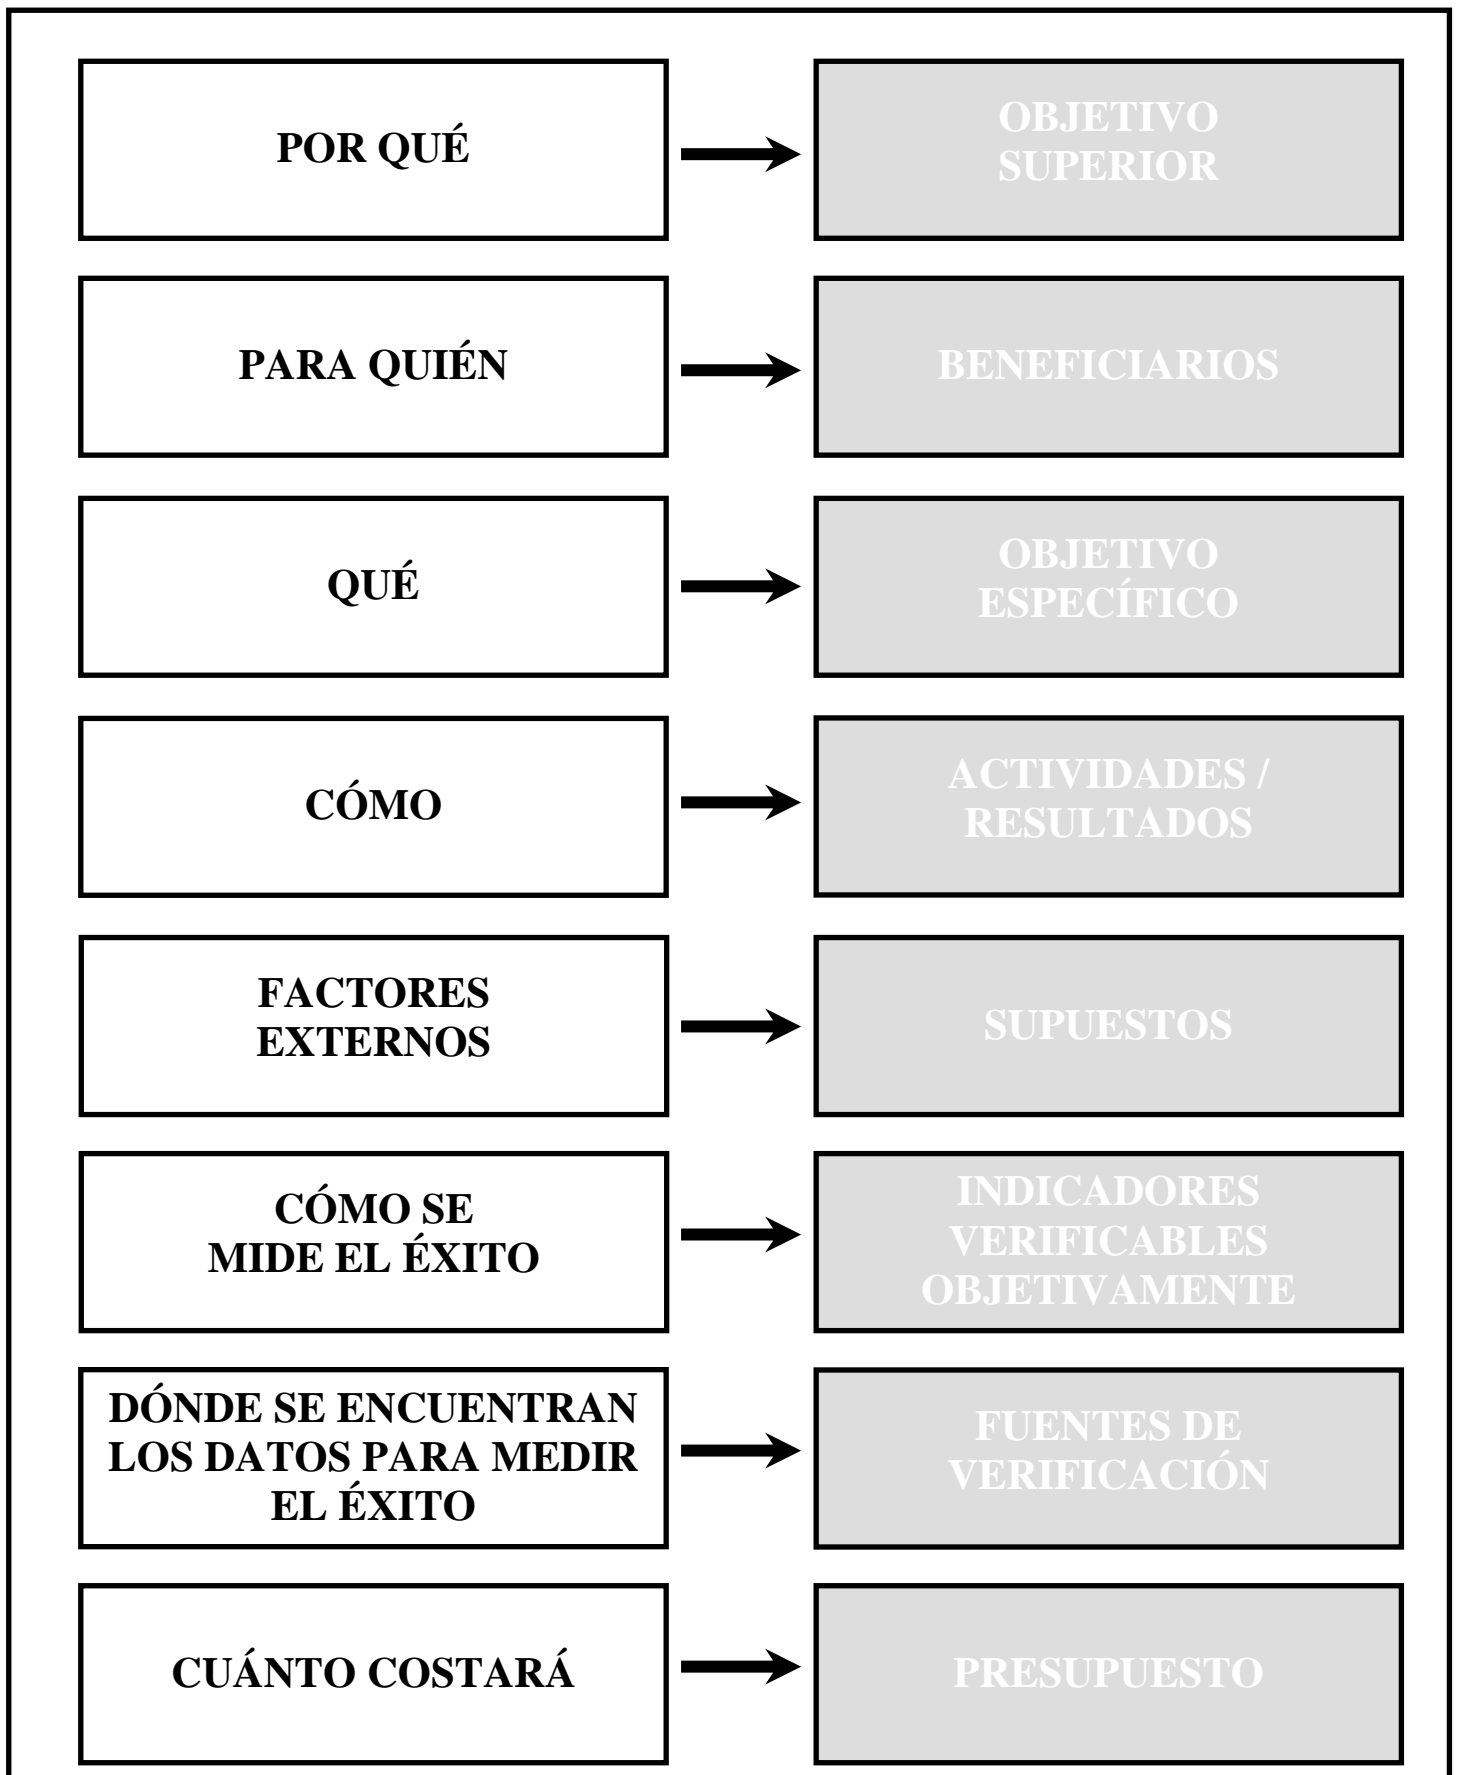 POR QUÉ
OBJETIVO
SUPERIOR
PARA QUIÉN
BENEFICIARIOS
QUÉ
OBJETIVO
ESPECÍFICO
CÓMO
ACTIVIDADES /
RESULTADOS
FACTORES
EXTERNOS
SUPUESTOS
CÓMO SE
MIDE EL ÉXITO
INDICADORES
VERIFICABLES
OBJETIVAMENTE
DÓNDE SE ENCUENTRAN
LOS DATOS PARA MEDIR
EL ÉXITO
FUENTES DE
VERIFICACIÓN
CUÁNTO COSTARÁ
PRESUPUESTO